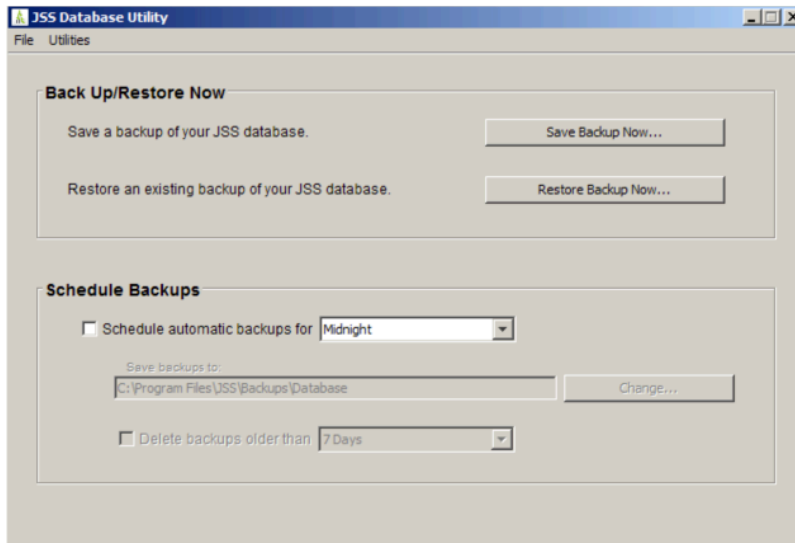 JSS Database Utility
File Utilities
Back Up/Restore Now
Save a backup of your JSS database.
Save Backup Now...
Restore an existing backup of your JSS database.
Restore Backup Now...
Schedule Backups
Schedule automatic backups for Midnight
Save backups to:
C:\Program Files\JSS\Backups\Database
Change...
Delete backups older than 7 Days